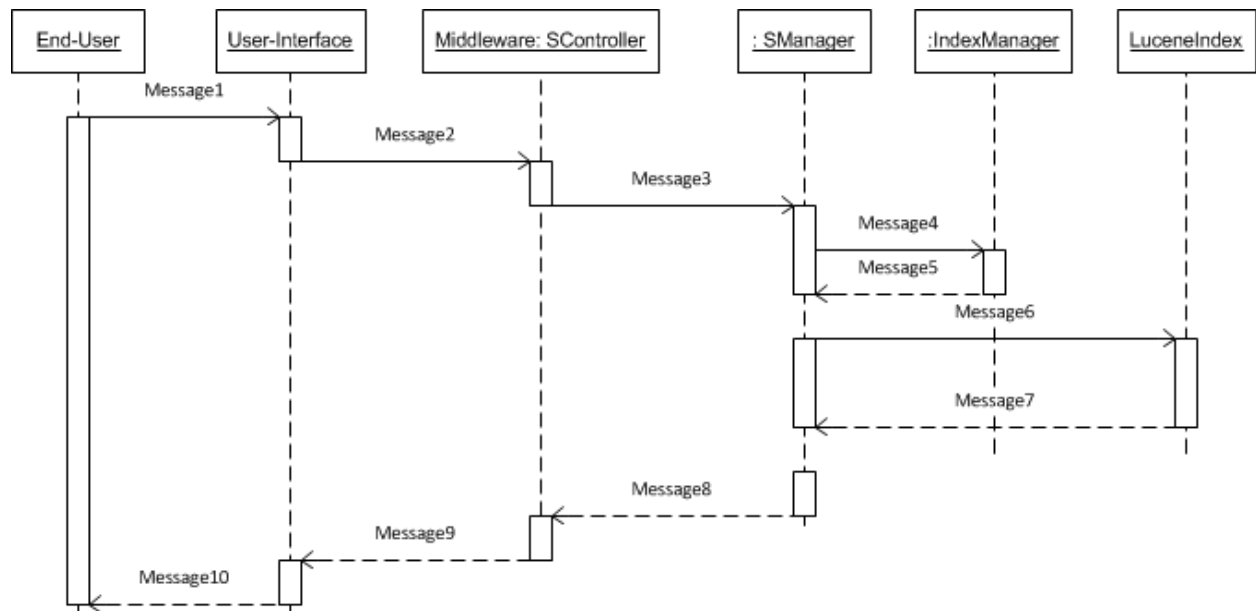 End-User
User-Interface
Middleware: SController
: SManager
:IndexManager
LuceneIndex
Message1
Message2
Message3
Message4
Message5
Message6
Message7
Message8
Message9
Message10